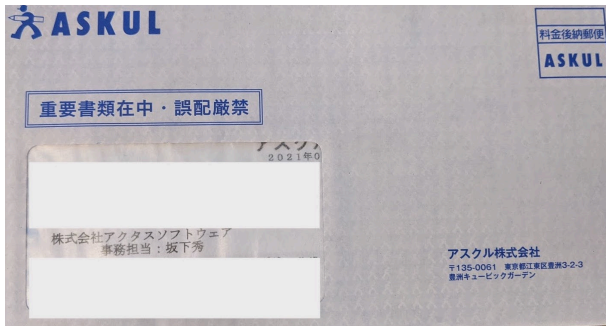 ASKUL
料金後納郵便
ASKUL
重要書類在中・誤配厳禁
アスク
2021年0
株式会社アクタスソフトウェア
事務担当:坂下秀
アスクル株式会社
〒135-0061 東京都江東区豊洲3-2-3
豊洲キュービックガーデン